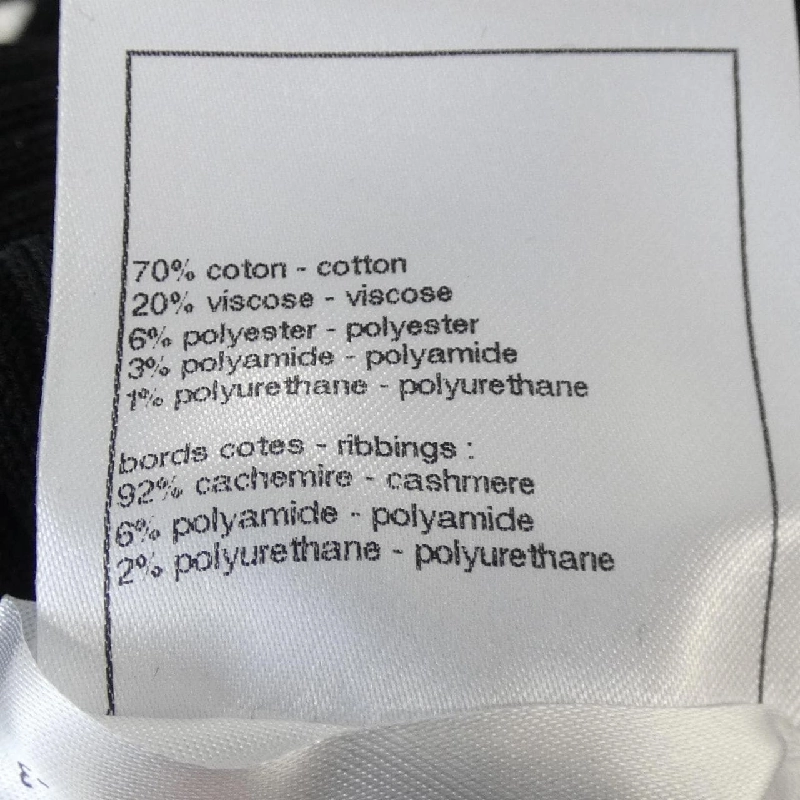 70% coton - cotton
20% viscose - viscose
6% polyester - polyester
3% polyamide - polyamide
1% polyurethane - polyurethane
bords cotes - ribbings :
92% cachemire - cashmere
6% polyamide - polyamide
2% polyurethane - polyurethane